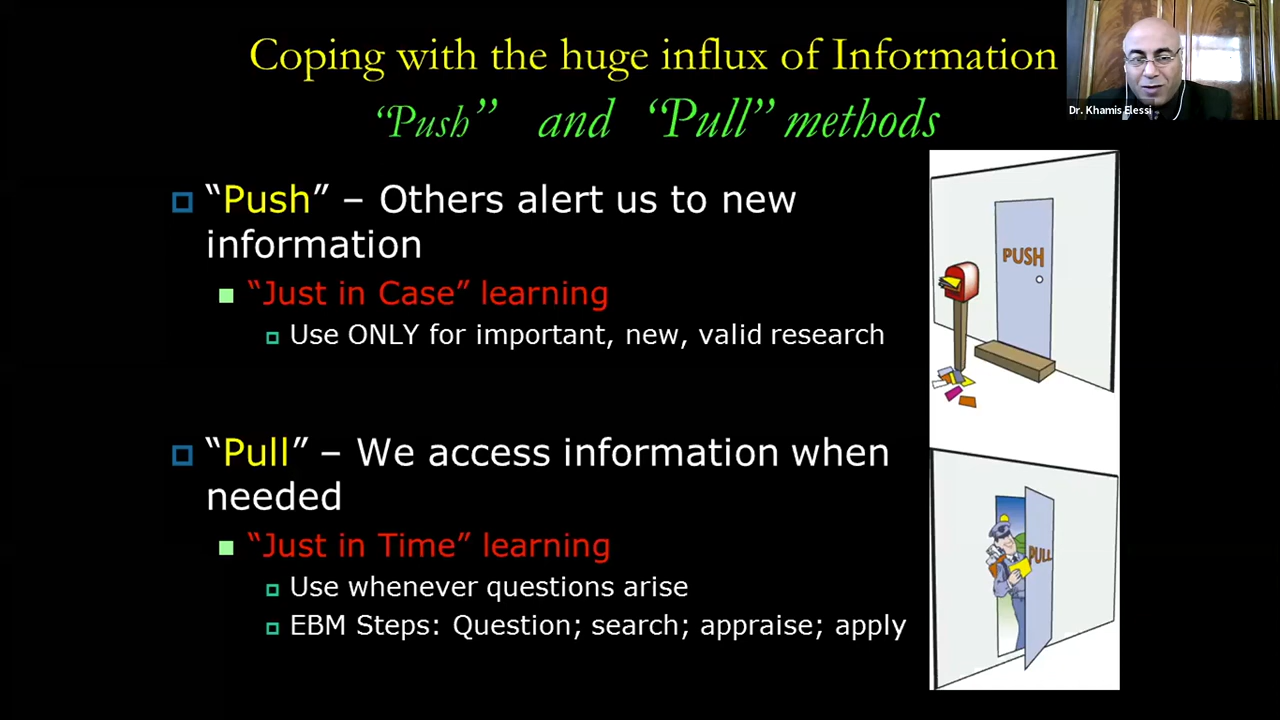 Coping with the huge influx of Information
“Push” and “Pull” methods
Dr. Khamis Elessi
“Push” – Others alert us to new
information
“Just in Case” learning
Use ONLY for important, new, valid research
PUSH
“Pull” – We access information when
needed
“Just in Time” learning
Use whenever questions arise
EBM Steps: Question; search; appraise; apply
PULL